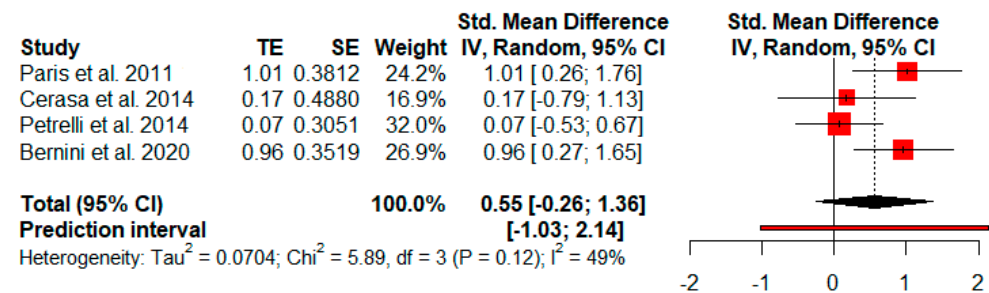 Std. Mean Difference Std. Mean Difference
Study TE SE Weight IV, Random, 95% CI IV, Random, 95% CI
Paris et al. 2011 1.01 0.3812 24.2% 1.01 [ 0.26; 1.76]
Cerasa et al. 2014 0.17 0.4880 16.9% 0.17 [-0.79; 1.13]
Petrelli et al. 2014 0.07 0.3051 32.0% 0.07 [-0.53; 0.67]
Bernini et al. 2020 0.96 0.3519 26.9% 0.96 [ 0.27; 1.65]
Total (95% CI) 100.0% 0.55 [-0.26; 1.36]
Prediction interval [-1.03; 2.14]
Heterogeneity: Tau² = 0.0704; Chi² = 5.89, df = 3 (P = 0.12); I² = 49%
-2 -1 0 1 2